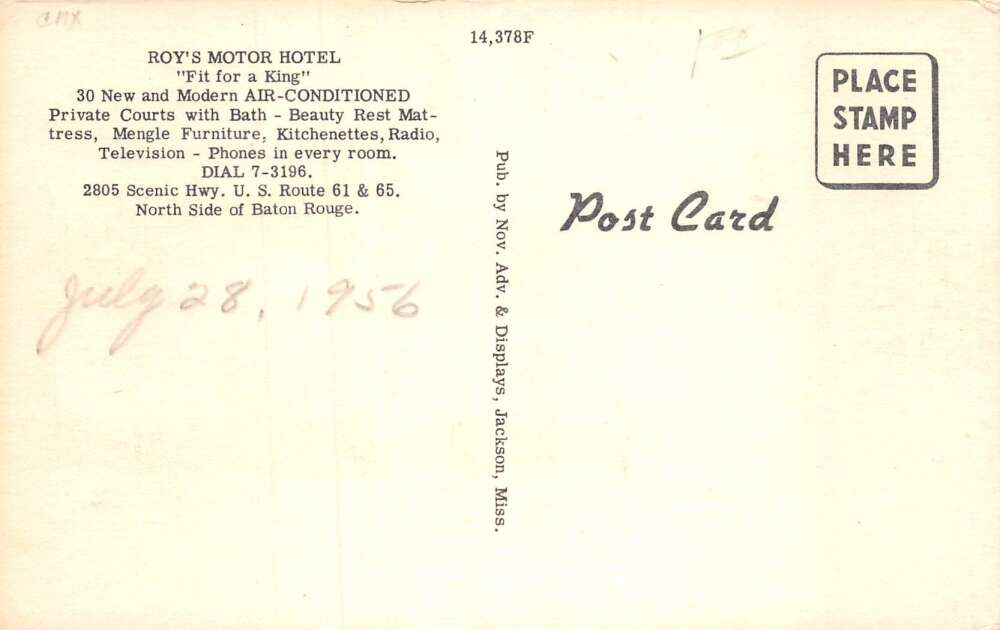 CMX
14,378F
ROY'S MOTOR HOTEL
"Fit for a King"
30 New and Modern AIR-CONDITIONED
Private Courts with Bath - Beauty Rest Mat-
tress, Mengle Furniture, Kitchenettes, Radio,
Television - Phones in every room.
DIAL 7-3196.
2805 Scenic Hwy. U. S. Route 61 & 65.
North Side of Baton Rouge.
July 28, 1956
Pub. by Nov. Adv. & Displays, Jackson, Miss.
Post Card
PLACE
STAMP
HERE